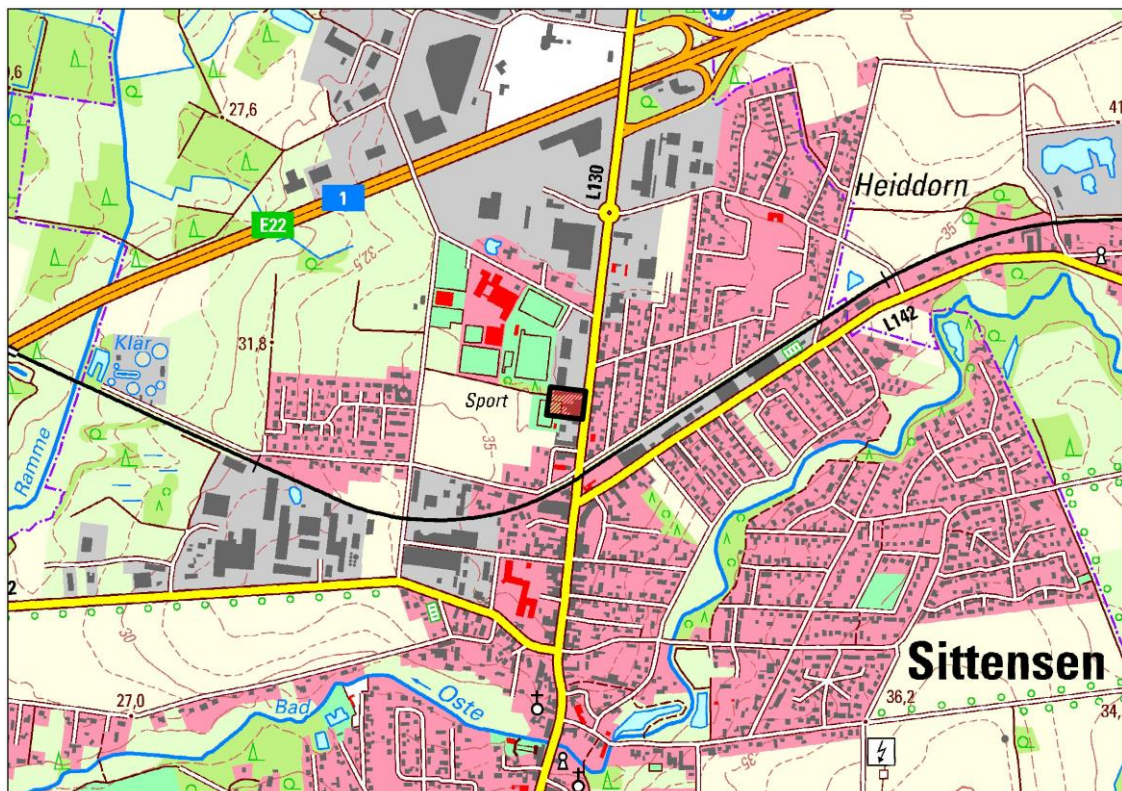 0,6
27,6
L130
41
Heiddorn
1
E22
32,5
35
L142
Klär
31,8
Sport
35
Ramme
2
30
Sittensen
27,0
Bad
Oste
36,2
34,
35